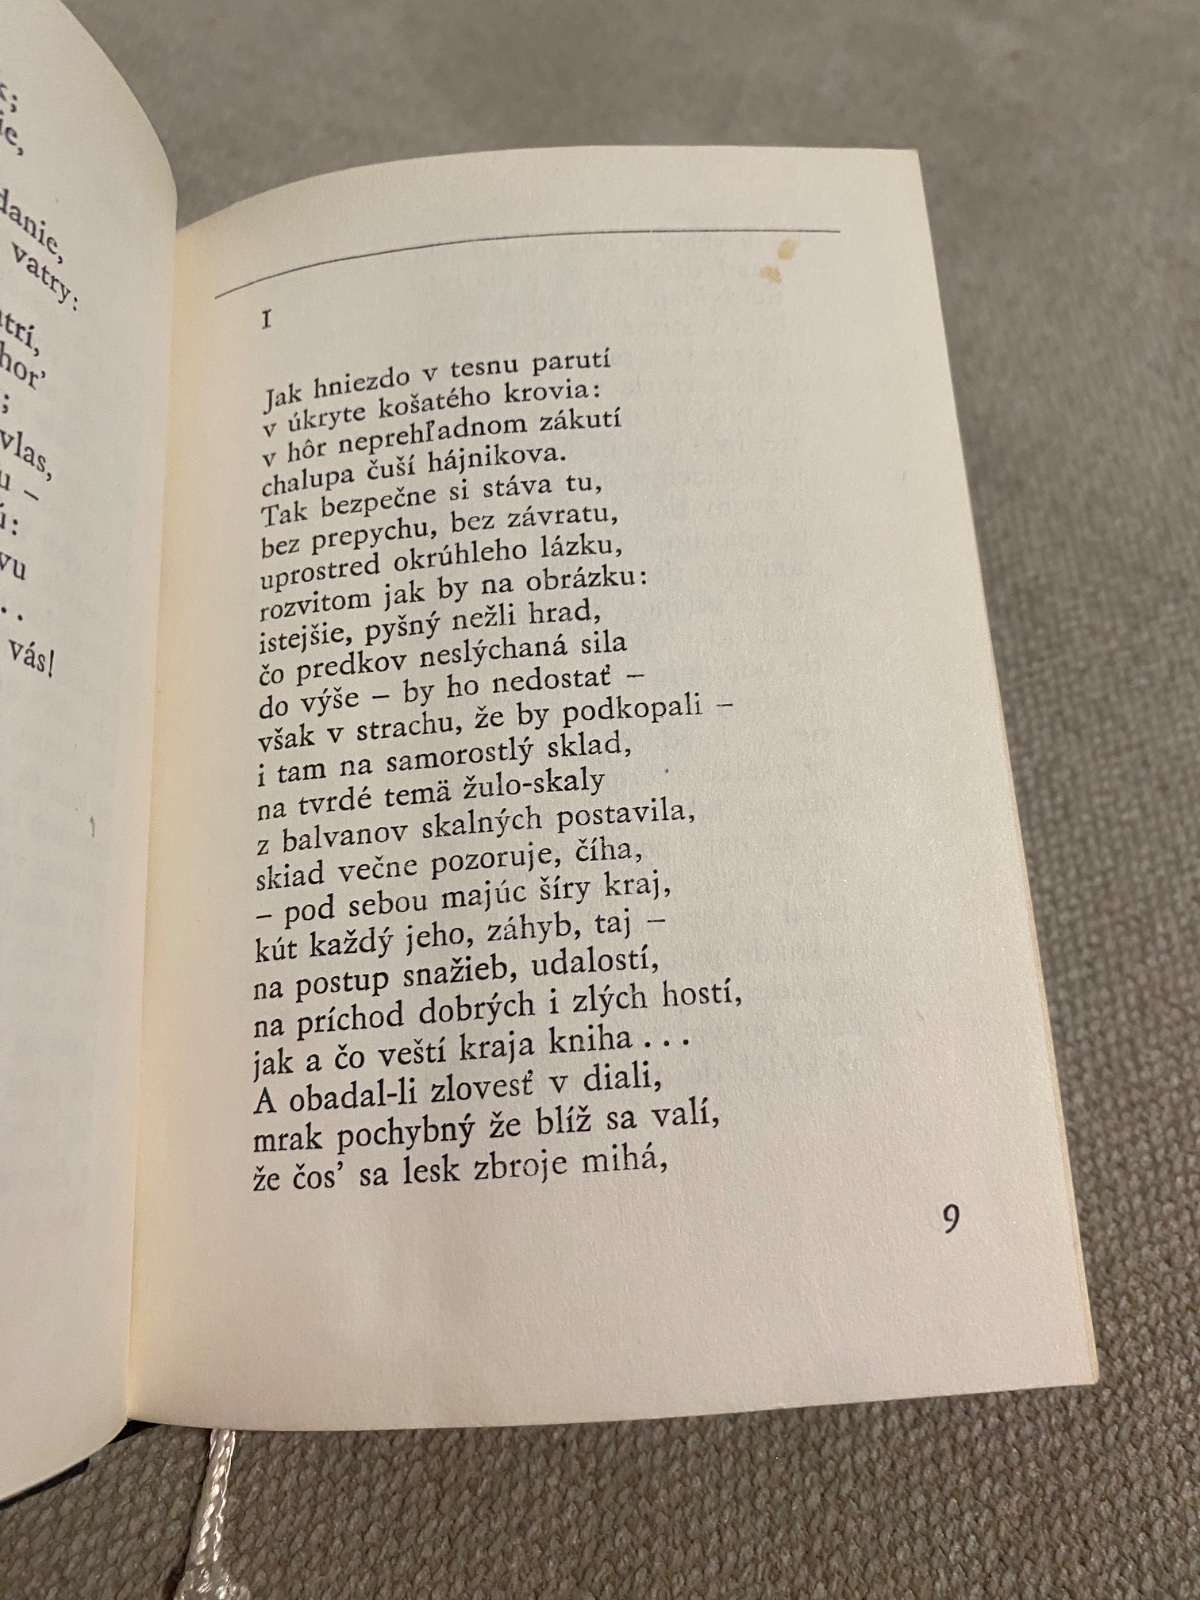 danie,
vatry:
vlas,
vás!
I
Jak hniezdo v tesnu parutí
v úkryte košatého krovia:
v hôr neprehľadnom zákutí
chalupa čuší hájnikova.
Tak bezpečne si stáva tu,
bez prepychu, bez závratu,
uprostred okrúhleho lázku,
rozvitom jak by na obrázku:
istejšie, pyšný nežli hrad,
čo predkov neslýchaná sila
do výše – by ho nedostať –
však v strachu, že by podkopali –
i tam na samorostlý sklad,
na tvrdé temä žulo-skaly
z balvanov skalných postavila,
skiad večne pozoruje, číha,
– pod sebou majúc šíry kraj,
kút každý jeho, záhyb, taj –
na postup snažieb, udalostí,
na príchod dobrých i zlých hostí,
jak a čo veští kraja kniha . . .
A obadal-li zlovesť v diali,
mrak pochybný že blíž sa valí,
že čos’ sa lesk zbroje mihá,
9